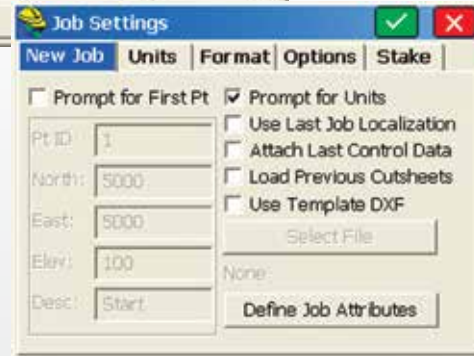 Job Settings
New Job Units Format Options Stake
Prompt for First Pt
Pt ID 1
North: 5000
East: 5000
Elev: 100
Desc: Start
Prompt for Units
Use Last Job Localization
Attach Last Control Data
Load Previous Cutsheets
Use Template DXF
Select File
None
Define Job Attributes